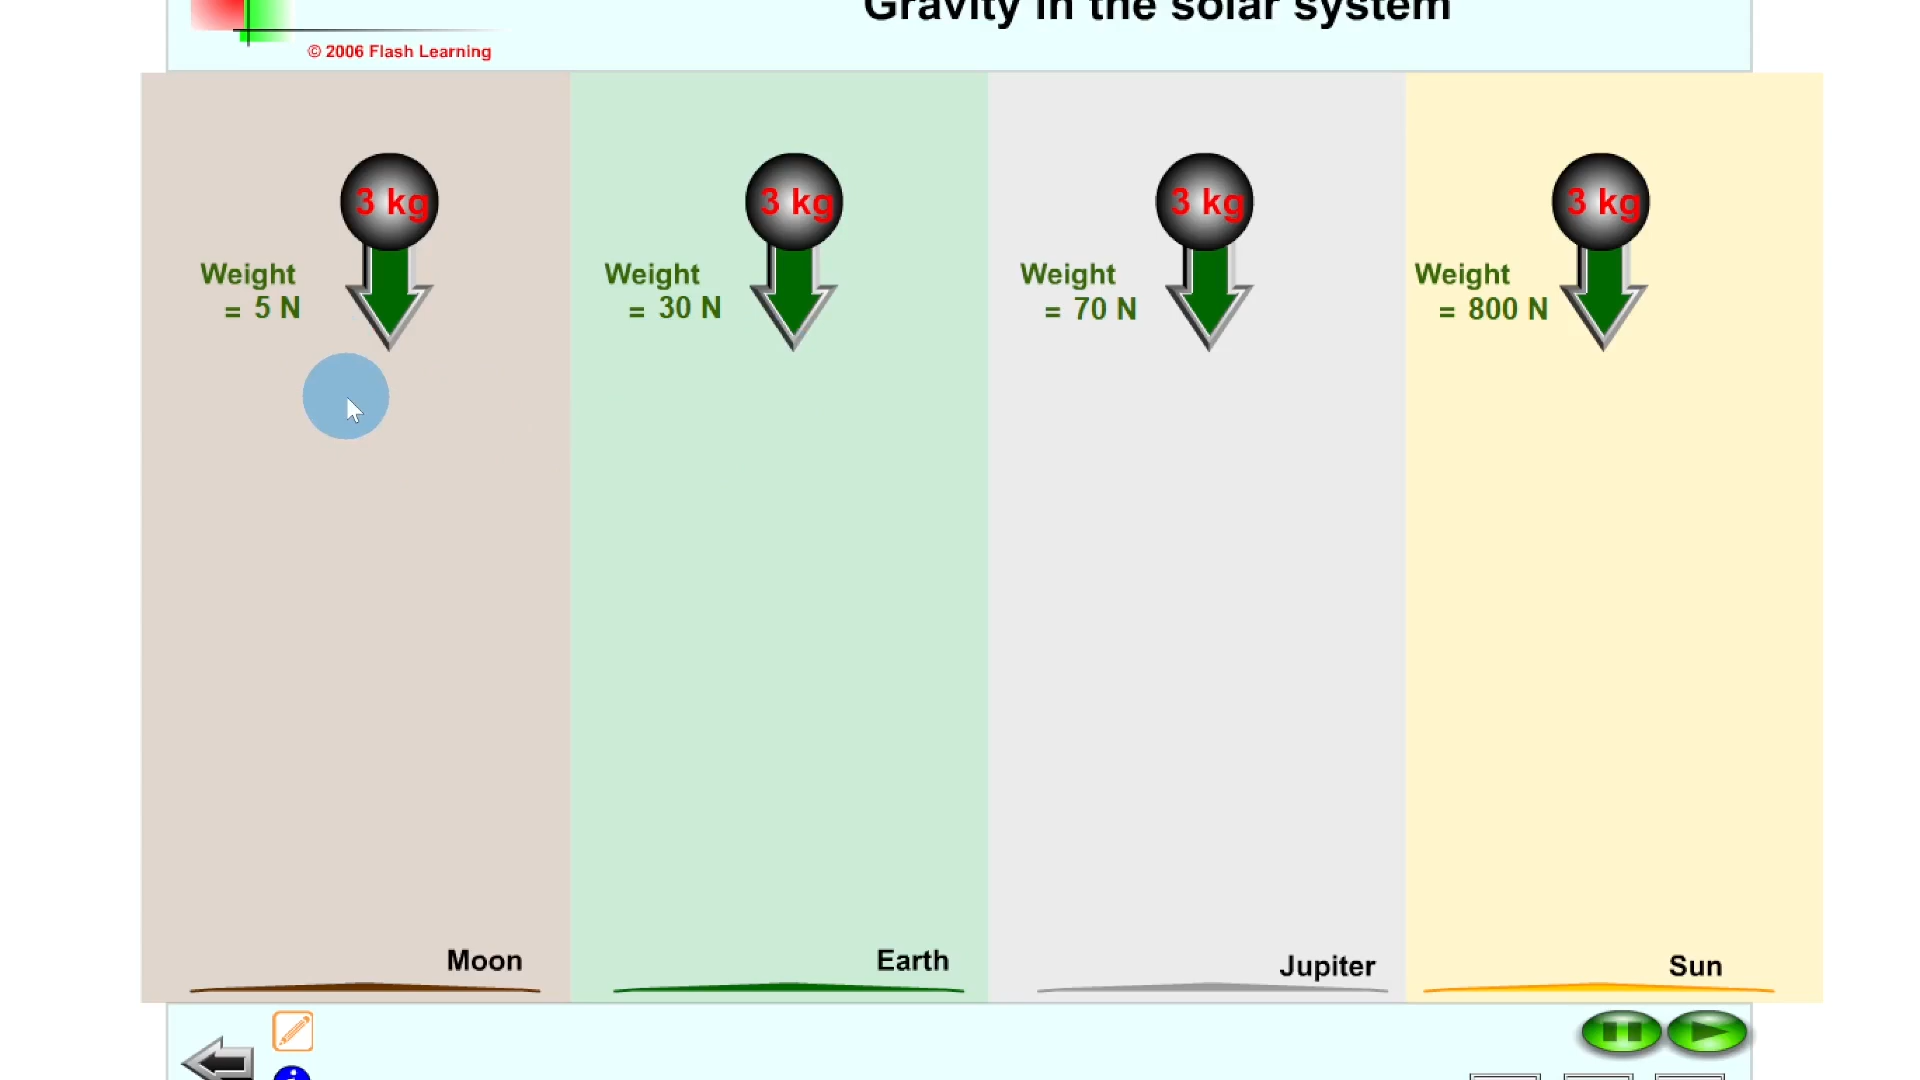 Gravity in the solar system
© 2006 Flash Learning
3 kg
Weight
= 5 N
Moon
3 kg
Weight
= 30 N
Earth
3 kg
Weight
= 70 N
Jupiter
3 kg
Weight
= 800 N
Sun